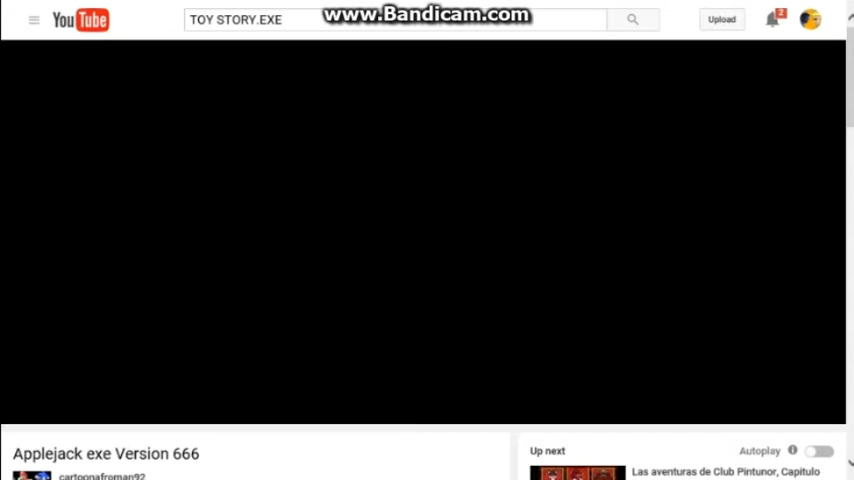 www.Bandicam.com
YouTube
TOY STORY.EXE
Upload
2
Applejack exe Version 666
cartoonafroman92
Up next
Autoplay
Las aventuras de Club Pintunor, Capitulo